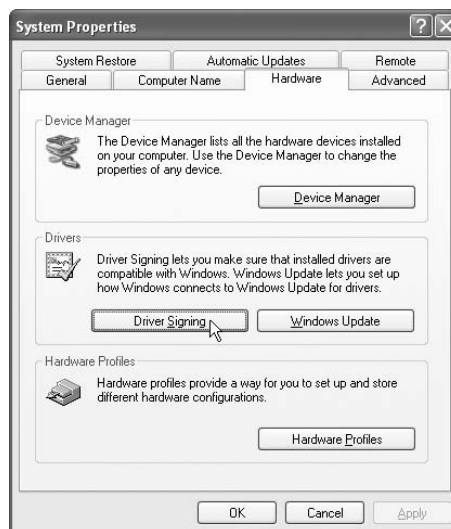 System Properties
System Restore Automatic Updates Remote
General Computer Name Hardware Advanced
Device Manager
The Device Manager lists all the hardware devices installed
on your computer. Use the Device Manager to change the
properties of any device.
Device Manager
Drivers
Driver Signing lets you make sure that installed drivers are
compatible with Windows. Windows Update lets you set up
how Windows connects to Windows Update for drivers.
Driver Signing Windows Update
Hardware Profiles
Hardware profiles provide a way for you to set up and store
different hardware configurations.
Hardware Profiles
OK Cancel Apply